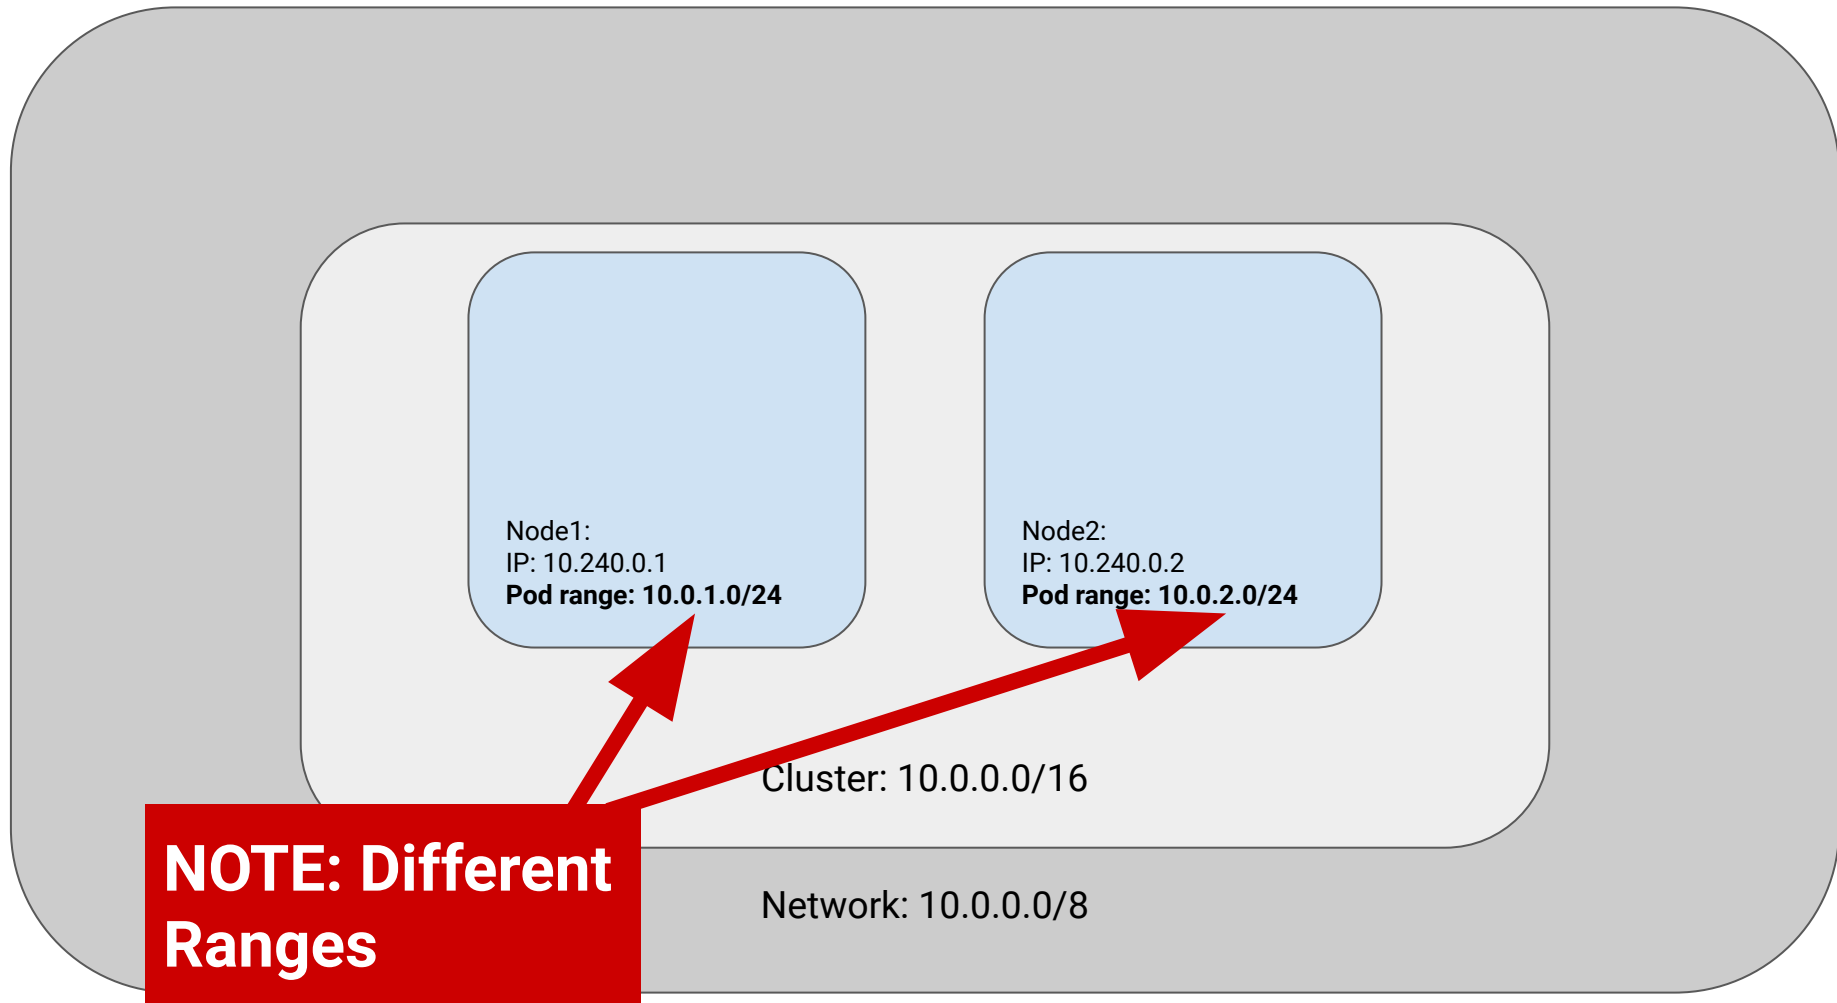 Node1:
IP: 10.240.0.1
Pod range: 10.0.1.0/24
Node2:
IP: 10.240.0.2
Pod range: 10.0.2.0/24
Cluster: 10.0.0.0/16
NOTE: Different
Ranges
Network: 10.0.0.0/8